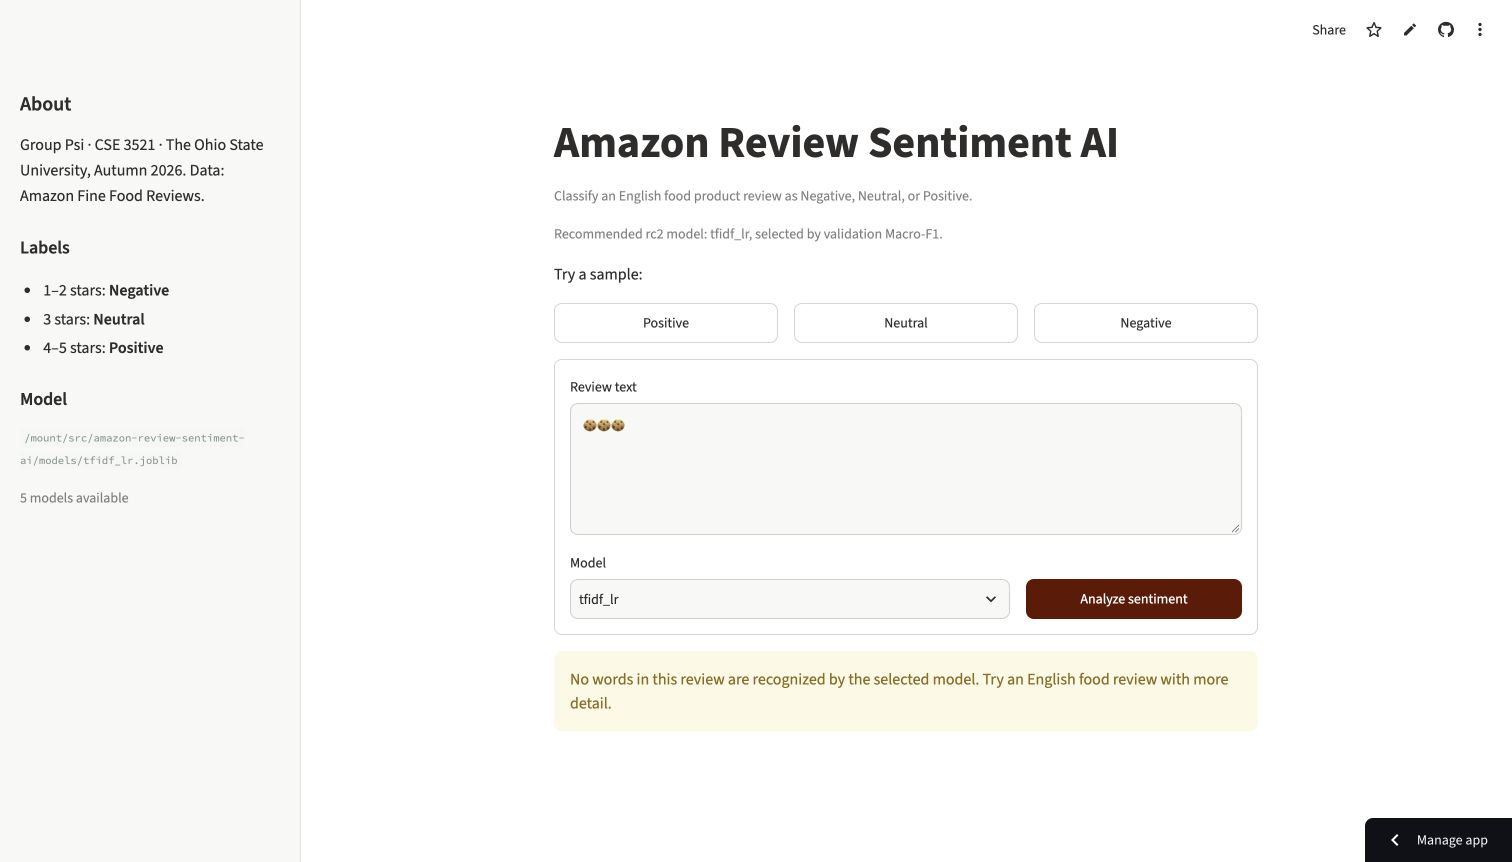 Share
About
Group Psi · CSE 3521 · The Ohio State
University, Autumn 2026. Data:
Amazon Fine Food Reviews.
Labels
1–2 stars: Negative
3 stars: Neutral
4–5 stars: Positive
Model
/mount/src/amazon-review-sentiment-
ai/models/tfidf_lr.joblib
5 models available
Amazon Review Sentiment AI
Classify an English food product review as Negative, Neutral, or Positive.
Recommended rc2 model: tfidf_lr, selected by validation Macro-F1.
Try a sample:
Positive
Neutral
Negative
Review text
🍪🍪🍪
Model
tfidf_lr
Analyze sentiment
No words in this review are recognized by the selected model. Try an English food review with more
detail.
Manage app